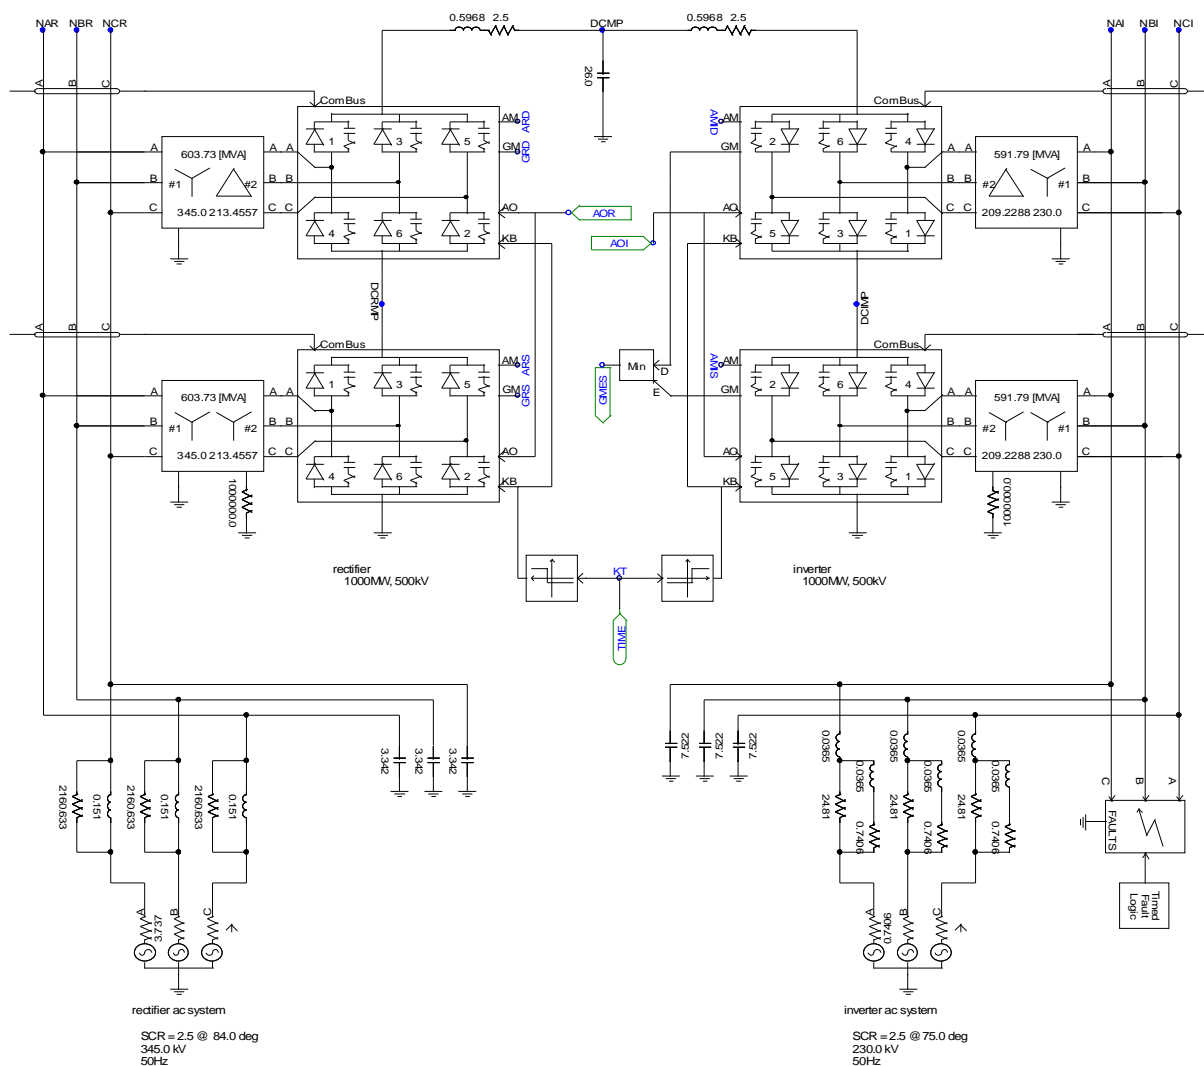 NAR NBR NCR
0.5968 2.5
DCMP
0.5968 2.5
NAI NBI NCI
26.0
A B C
A B C
ComBus
ComBus
AM ARD
GM GRD
1 3 5
4 6 2
AO
KB
603.73 [MVA]
A A A
B #1 #2 B B
C C C
345.0 213.4557
AOR
AOI
AMID AM
GM
2 6 4
5 3 1
AO
KB
591.79 [MVA]
A A A
B B #2 #1 B
C C C
209.2288 230.0
DCRMP
DCIIMP
A B C
A B C
ComBus
ComBus
AM ARS
GM GRS
1 3 5
4 6 2
AO
KB
603.73 [MVA]
A A A
B #1 #2 B B
C C C
345.0 213.4557
1000000.0
Min
D
E
GMES
AMIS AM
GM
2 6 4
5 3 1
AO
KB
591.79 [MVA]
A A A
B B #2 #1 B
C C C
209.2288 230.0
1000000.0
rectifier
1000MW, 500kV
KT
TIME
inverter
1000MW, 500kV
2160.633 0.151 2160.633 0.151 2160.633 0.151
3.342 3.342 3.342
A B C
3.737
rectifier ac system
SCR = 2.5 @ 84.0 deg
345.0 kV
50Hz
7.522 7.522 7.522
0.0365 0.0365 0.0365
0.0365 0.0365 0.0365
24.81 24.81 24.81
0.7406 0.7406 0.7406
A B C
0.7406
C B A
FAULTS
Timed
Fault
Logic
inverter ac system
SCR = 2.5 @ 75.0 deg
230.0 kV
50Hz